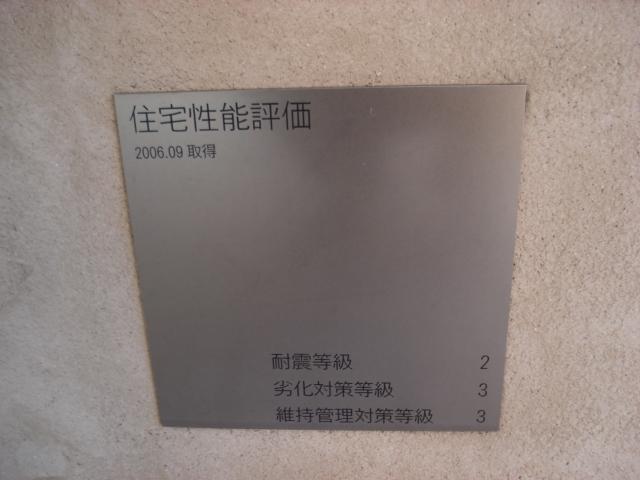 住宅性能評価
2006.09 取得
耐震等級 2
劣化対策等級 3
維持管理対策等級 3